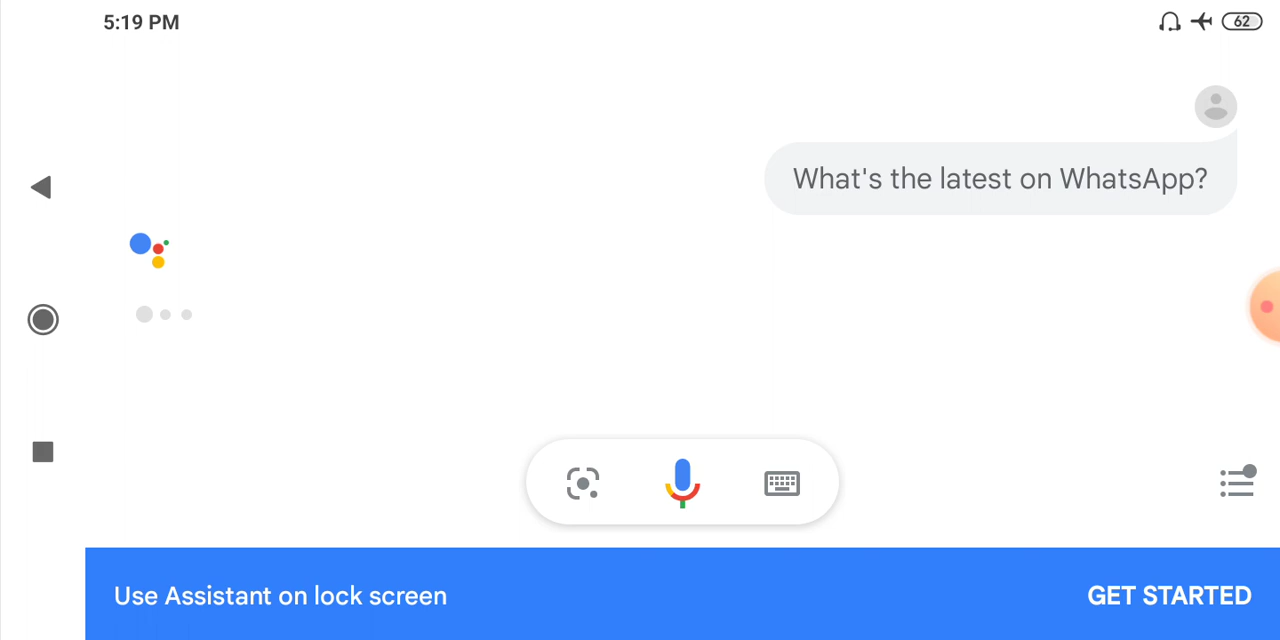 5:19 PM
62
What's the latest on WhatsApp?
Use Assistant on lock screen
GET STARTED